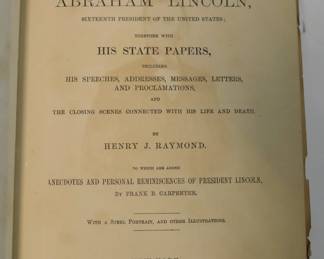 ABRAHAM LINCOLN,
SIXTEENTH PRESIDENT OF THE UNITED STATES;
TOGETHER WITH
HIS STATE PAPERS,
INCLUDING
HIS SPEECHES, ADDRESSES, MESSAGES, LETTERS,
AND PROCLAMATIONS,
AND
THE CLOSING SCENES CONNECTED WITH HIS LIFE AND DEATH.
BY
HENRY J. RAYMOND.
TO WHICH ARE ADDED
ANECDOTES AND PERSONAL REMINISCENCES OF PRESIDENT LINCOLN,
BY FRANK B. CARPENTER.
WITH A STEEL PORTRAIT, AND OTHER ILLUSTRATIONS.